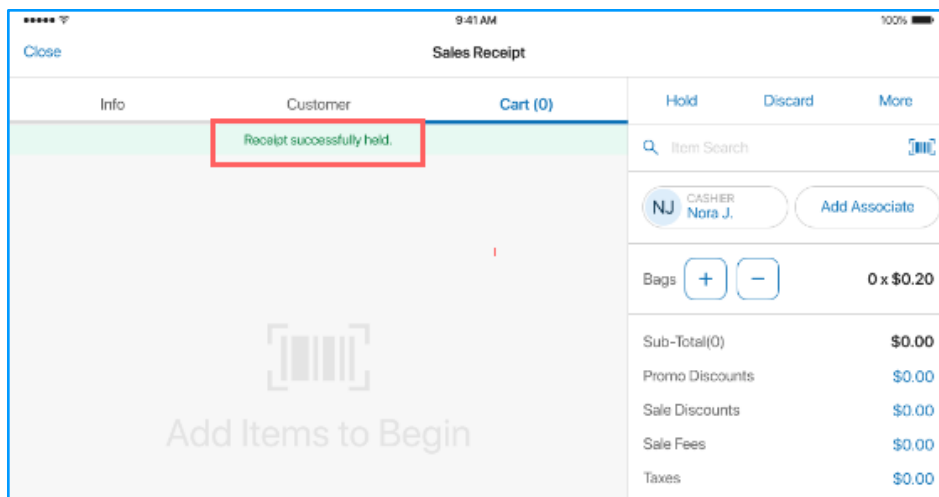 9:41 AM
100%
Close
Sales Receipt
Info
Customer
Cart (0)
Hold
Discard
More
Receipt successfully held.
Item Search
NJ
CASHIER
Nora J.
Add Associate
Bags
+
−
0 x $0.20
Sub-Total(0) $0.00
Promo Discounts $0.00
Sale Discounts $0.00
Sale Fees $0.00
Taxes $0.00
Add Items to Begin